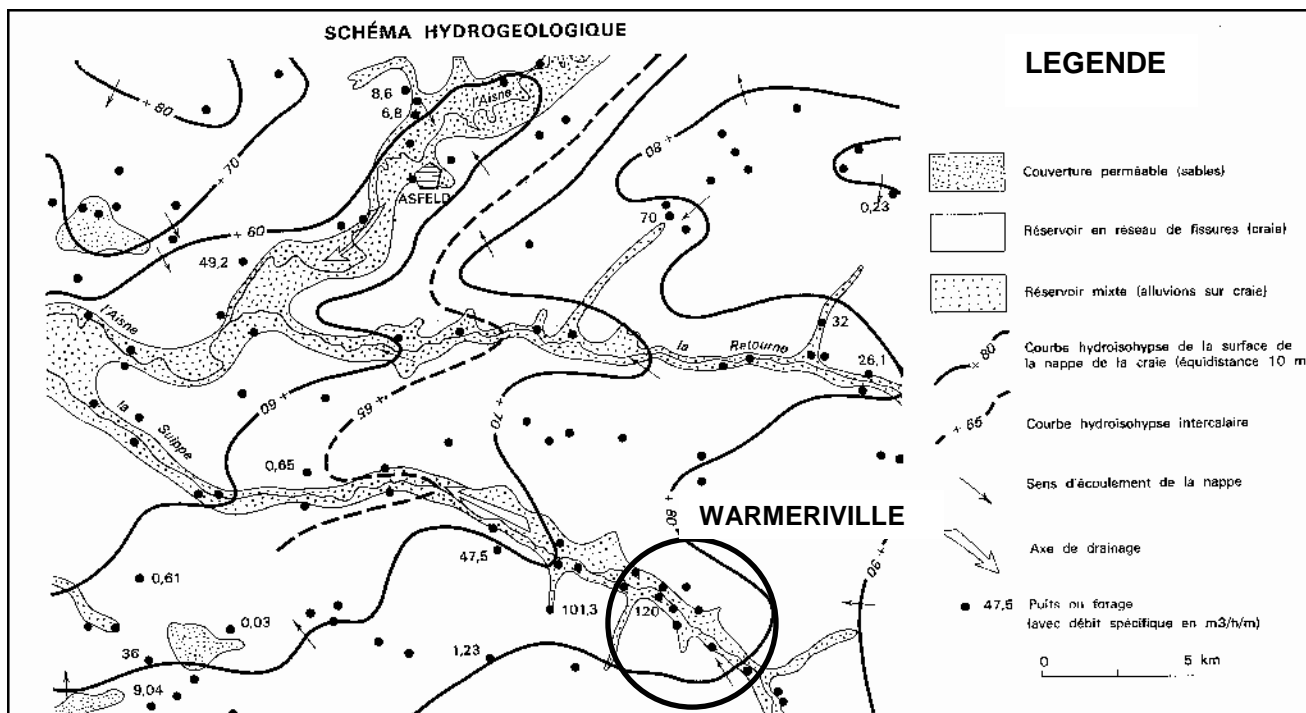 SCHÉMA HYDROGEOLOGIQUE
LEGENDE
Couverture perméable (sables)
Réservoir en réseau de fissures (craie)
Réservoir mixte (alluvions sur craie)
+ 80
Courbe hydroisohypse de la surface de
la nappe de la craie (équidistance 10 m
+ 65
Courbe hydroisohypse intercalaire
Sens d'écoulement de la nappe
Axe de drainage
47,5
Puits ou forage
(avec débit spécifique en m3/h/m)
0
5 km
+ 80
+ 70
+ 60
8,6
6,8
l'Aisne
ASFELD
49,2
+ 80
70
0,23
32
26,1
la Retourne
l'Aisne
la Suippe
+ 60
+ 65
+ 70
0,65
+ 80
WARMERIVILLE
+ 90
47,5
101,3
120
0,61
0,03
36
9,04
1,23